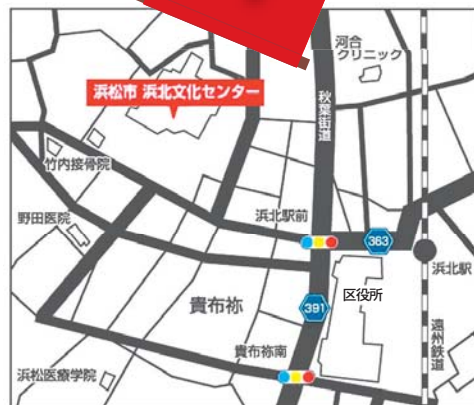 河合
クリニック
浜松市 浜北文化センター
秋葉街道
竹内接骨院
野田医院
浜北駅前
363
浜北駅
区役所
貴布祢
391
遠州鉄道
貴布祢南
浜松医療学院